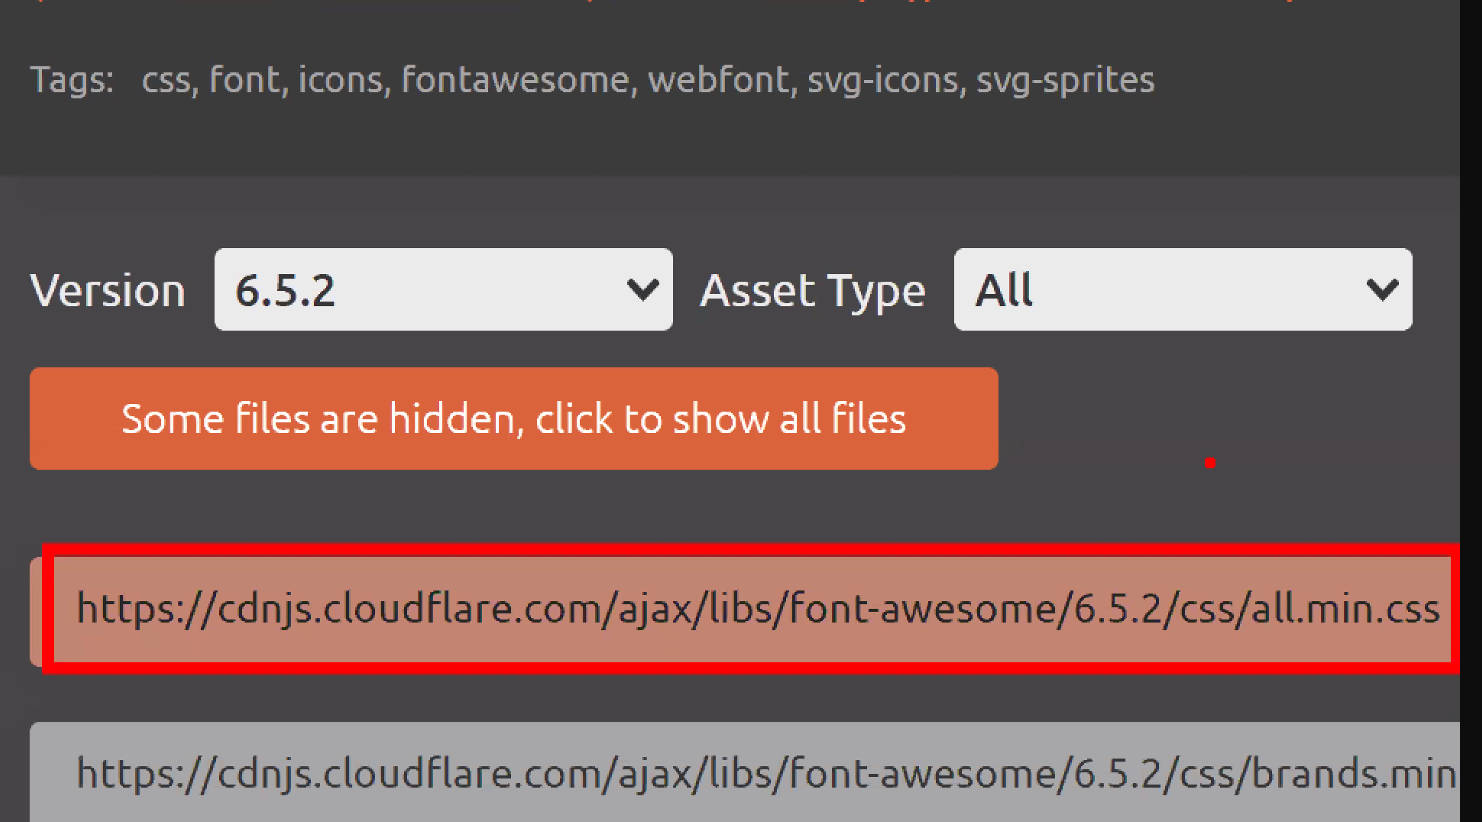 Tags: css, font, icons, fontawesome, webfont, svg-icons, svg-sprites
Version 6.5.2 Asset Type All
Some files are hidden, click to show all files
https://cdnjs.cloudflare.com/ajax/libs/font-awesome/6.5.2/css/all.min.css
https://cdnjs.cloudflare.com/ajax/libs/font-awesome/6.5.2/css/brands.min